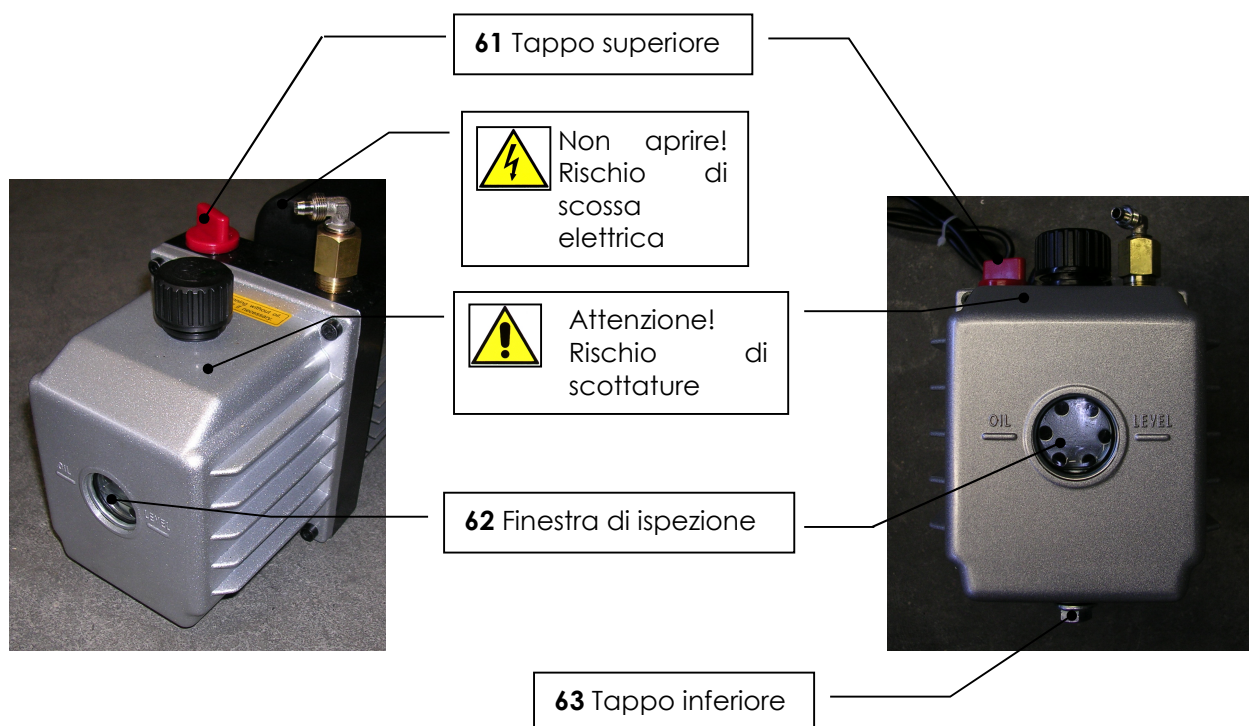 61 Tappo superiore
Non aprire!
Rischio di
scossa
elettrica
Attenzione!
Rischio di
scottature
OIL
LEVEL
OIL LEVEL
62 Finestra di ispezione
63 Tappo inferiore